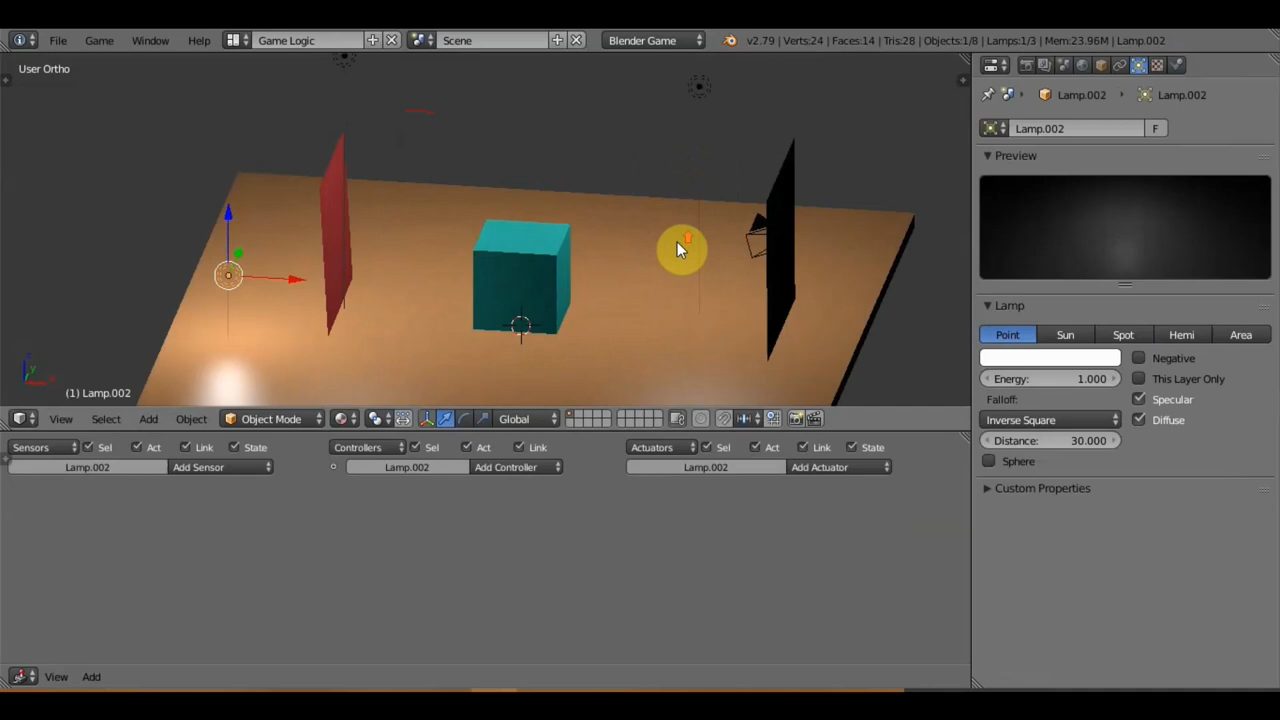 File Game Window Help Game Logic Scene Blender Game v2.79 | Verts:24 | Faces:14 | Tris:28 | Objects:1/8 | Lamps:1/3 | Mem:23.96M | Lamp.002
User Ortho
Lamp.002 Lamp.002
Lamp.002 F
Preview
Lamp
Point Sun Spot Hemi Area
Negative
Energy: 1.000 This Layer Only
Falloff: Specular
Inverse Square Diffuse
Distance: 30.000
Sphere
Custom Properties
z
y
x
(1) Lamp.002
View Select Add Object Object Mode Global
Sensors Sel Act Link State Controllers Sel Act Link Actuators Sel Act Link State
Lamp.002 Add Sensor Lamp.002 Add Controller Lamp.002 Add Actuator
View Add